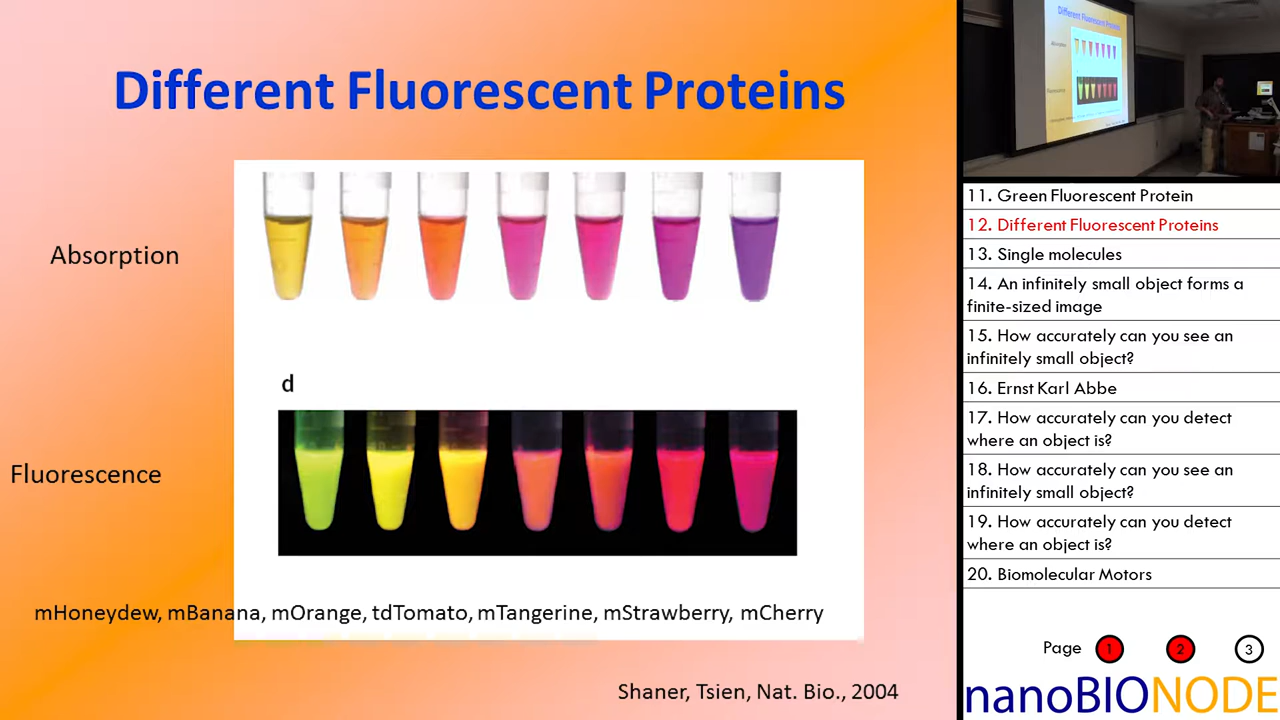 Different Fluorescent Proteins
Absorption
d
Fluorescence
mHoneydew, mBanana, mOrange, tdTomato, mTangerine, mStrawberry, mCherry
Shaner, Tsien, Nat. Bio., 2004
Different Fluorescent Proteins
11. Green Fluorescent Protein
12. Different Fluorescent Proteins
13. Single molecules
14. An infinitely small object forms a
finite-sized image
15. How accurately can you see an
infinitely small object?
16. Ernst Karl Abbe
17. How accurately can you detect
where an object is?
18. How accurately can you see an
infinitely small object?
19. How accurately can you detect
where an object is?
20. Biomolecular Motors
Page 1 2 3
nanoBIONODE